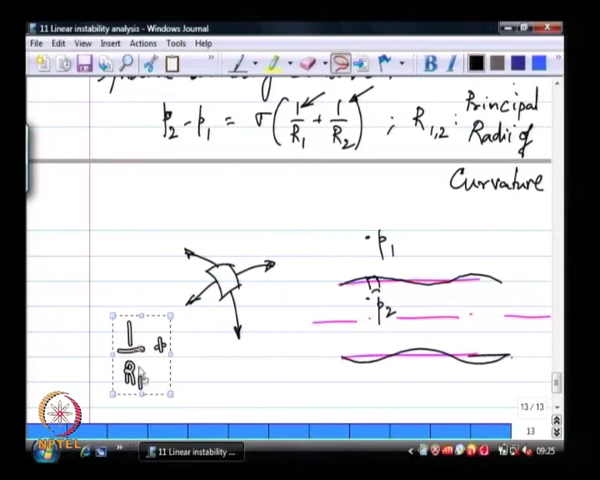 11 Linear instability analysis - Windows Journal
File Edit View Insert Actions Tools Help
p₂ - p₁ = σ(1/R₁ + 1/R₂) ; R₁,₂ : Principal
Radii of
Curvature
p₁
p₂
1/R₁ +
13 / 13
13
NPTEL
11 Linear instability ...
09:25